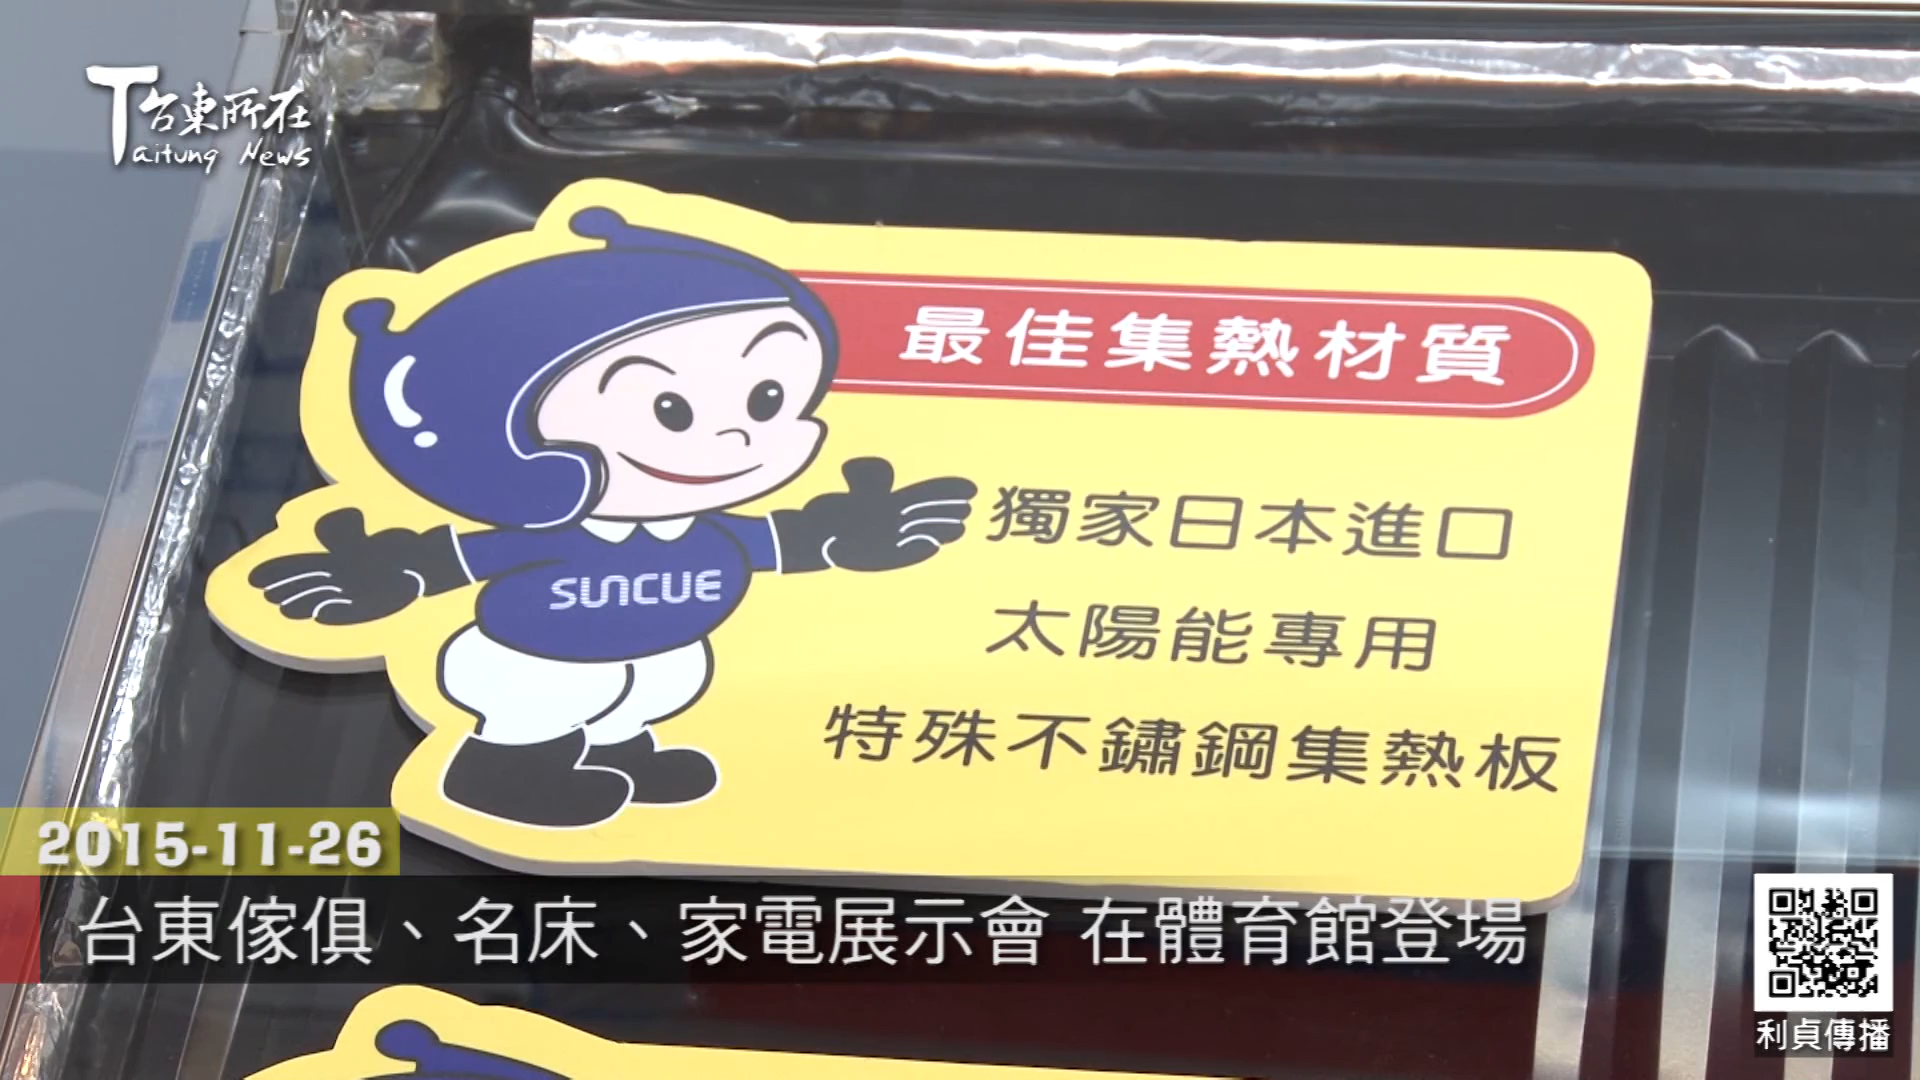 台東所在
Taitung News
最佳集熱材質
獨家日本進口
太陽能專用
特殊不鏽鋼集熱板
SUNCUE
2015-11-26
台東傢俱、名床、家電展示會 在體育館登場
利貞傳播